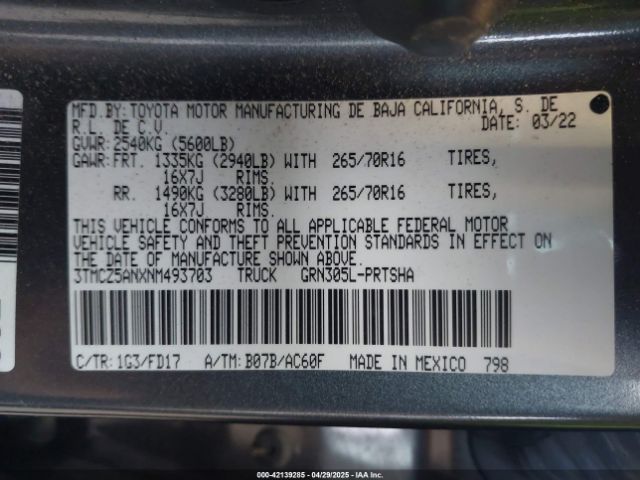 MFD.BY:TOYOTA MOTOR MANUFACTURING DE BAJA CALIFORNIA, S. DE
R.L. DE C.V. DATE: 03/22
GVWR:2540KG (5600LB)
GAWR:FRT. 1335KG (2940LB) WITH 265/70R16 TIRES,
16X7J RIMS.
RR. 1490KG (3280LB) WITH 265/70R16 TIRES,
16X7J RIMS.
THIS VEHICLE CONFORMS TO ALL APPLICABLE FEDERAL MOTOR
VEHICLE SAFETY AND THEFT PREVENTION STANDARDS IN EFFECT ON
THE DATE OF MANUFACTURE SHOWN ABOVE.
3TMCZ5ANXNM493703 TRUCK GRN305L-PRTSHA
C/TR:1G3/FD17 A/TM:B07B/AC60F MADE IN MEXICO 798
000-42139285 04/29/2025 - IAAI PRODUCT